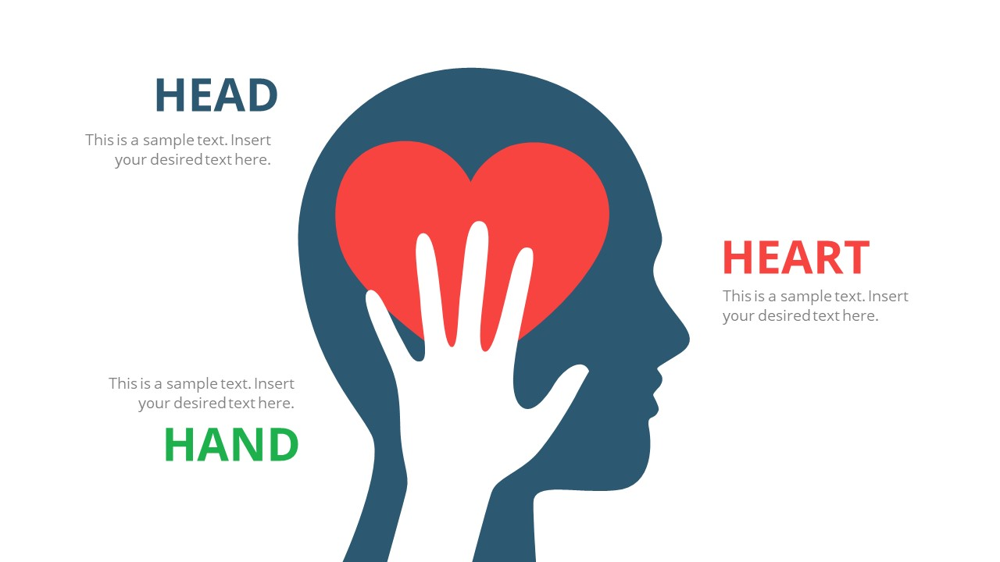 HEAD
This is a sample text. Insert
your desired text here.
HEART
This is a sample text. Insert
your desired text here.
This is a sample text. Insert
your desired text here.
HAND